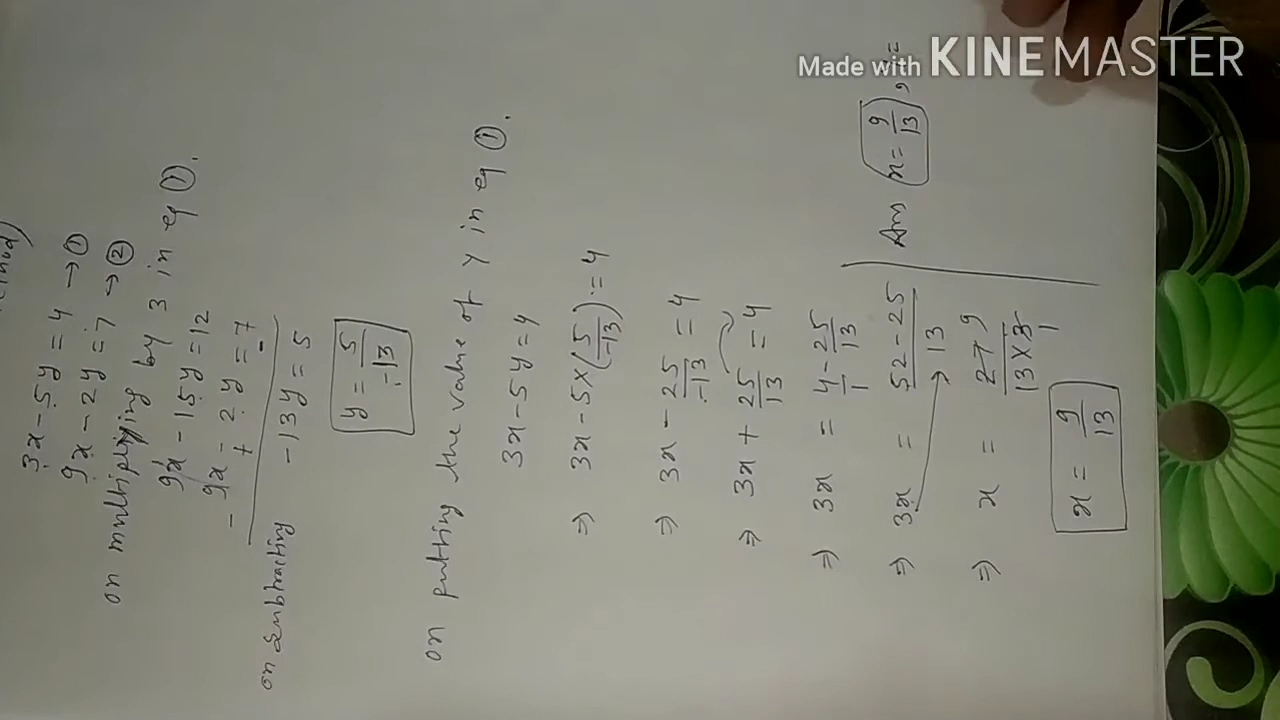 3x - 5y = 4 → ①
9x - 2y = 7 → ②
on multiplying by 3 in eq ①.
9x - 15y = 12
- 9x - 2y = 7
+ -
on subtracting -13y = 5
y = 5/-13
on putting the value of y in eq ①.
3x - 5y = 4
⇒ 3x - 5 × (5/-13) = 4
⇒ 3x - 25/-13 = 4
⇒ 3x + 25/13 = 4
⇒ 3x = 4/1 - 25/13
⇒ 3x = 52 - 25/13
⇒ x = 27 9/13 × 3 1
x = 9/13
Ans x = 9/13,
Made with KINEMASTER